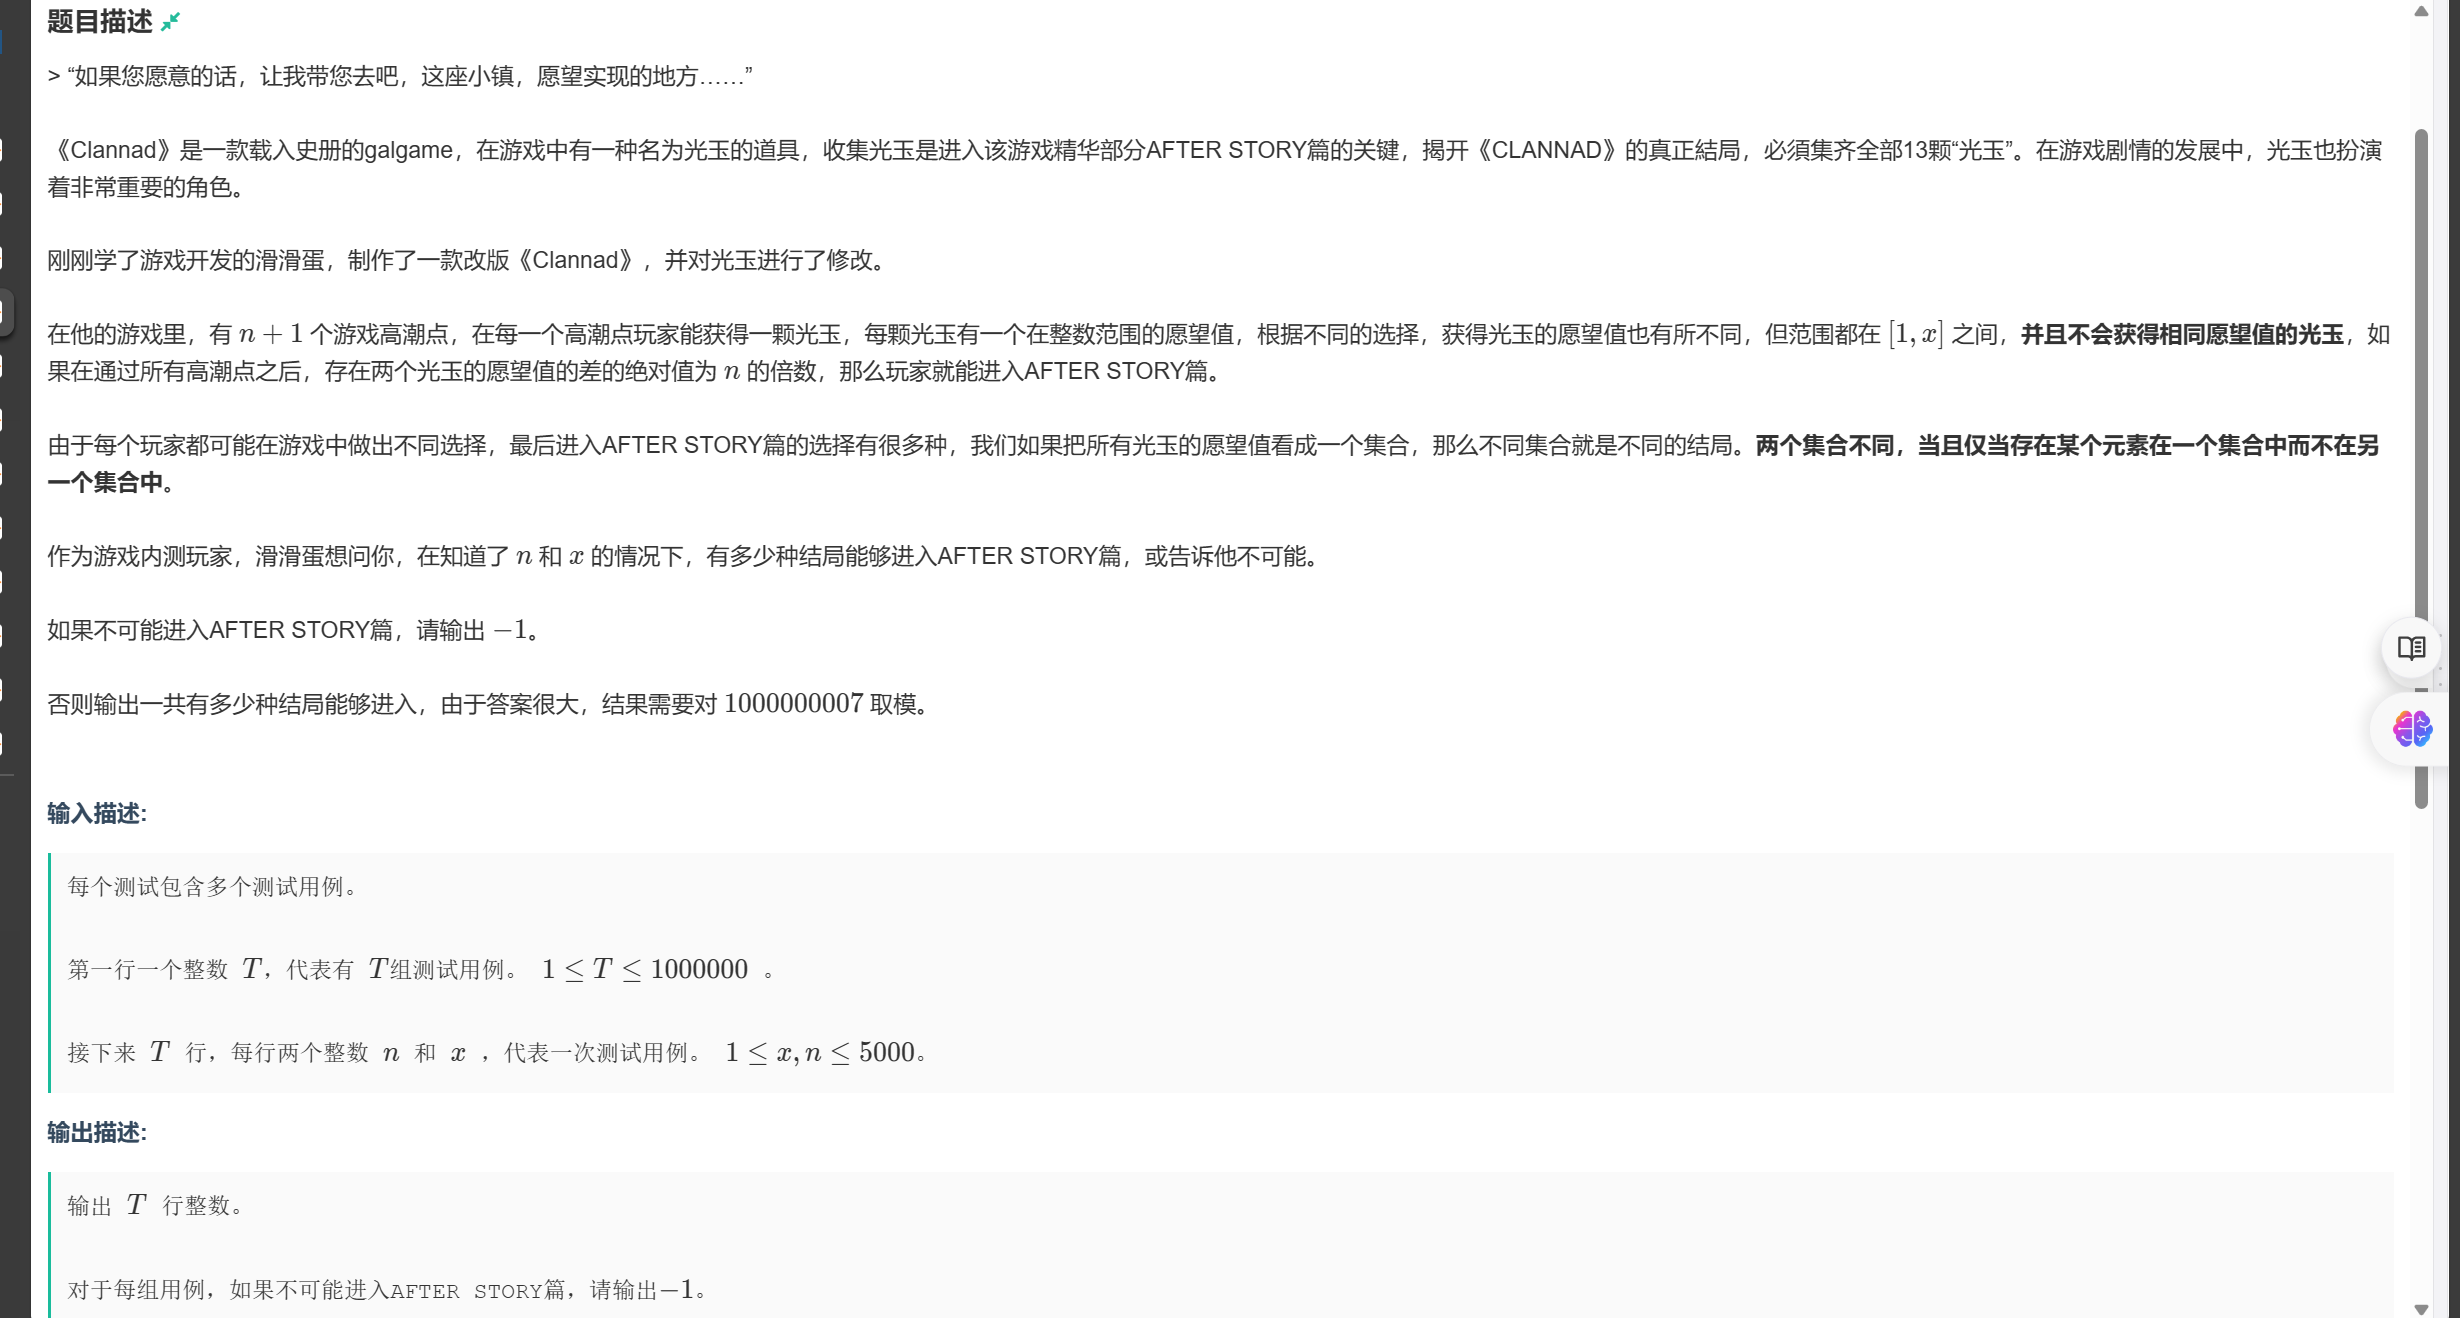 题目描述
> “如果您愿意的话，让我带您去吧，这座小镇，愿望实现的地方……”
《Clannad》是一款载入史册的galgame，在游戏中有一种名为光玉的道具，收集光玉是进入该游戏精华部分AFTER STORY篇的关键，揭开《CLANNAD》的真正結局，必須集齐全部13颗“光玉”。在游戏剧情的发展中，光玉也扮演
着非常重要的角色。
刚刚学了游戏开发的滑滑蛋，制作了一款改版《Clannad》，并对光玉进行了修改。
在他的游戏里，有 n + 1 个游戏高潮点，在每一个高潮点玩家能获得一颗光玉，每颗光玉有一个在整数范围的愿望值，根据不同的选择，获得光玉的愿望值也有所不同，但范围都在 [1, x] 之间，并且不会获得相同愿望值的光玉，如
果在通过所有高潮点之后，存在两个光玉的愿望值的差的绝对值为 n 的倍数，那么玩家就能进入AFTER STORY篇。
由于每个玩家都可能在游戏中做出不同选择，最后进入AFTER STORY篇的选择有很多种，我们如果把所有光玉的愿望值看成一个集合，那么不同集合就是不同的结局。两个集合不同，当且仅当存在某个元素在一个集合中而不在另
一个集合中。
作为游戏内测玩家，滑滑蛋想问你，在知道了 n 和 x 的情况下，有多少种结局能够进入AFTER STORY篇，或告诉他不可能。
如果不可能进入AFTER STORY篇，请输出 −1。
否则输出一共有多少种结局能够进入，由于答案很大，结果需要对 1000000007 取模。
输入描述:
每个测试包含多个测试用例。
第一行一个整数 T，代表有 T组测试用例。 1 ≤ T ≤ 1000000 。
接下来 T 行，每行两个整数 n 和 x ，代表一次测试用例。 1 ≤ x, n ≤ 5000。
输出描述:
输出 T 行整数。
对于每组用例，如果不可能进入AFTER STORY篇，请输出−1。